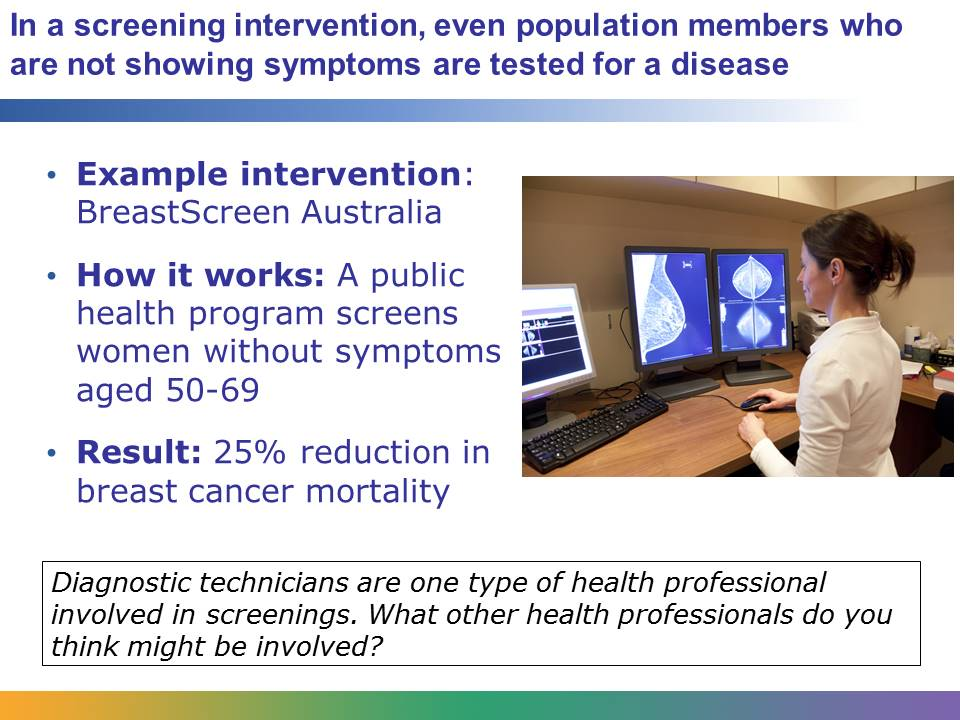 In a screening intervention, even population members who
are not showing symptoms are tested for a disease
• Example intervention:
BreastScreen Australia
• How it works: A public
health program screens
women without symptoms
aged 50-69
• Result: 25% reduction in
breast cancer mortality
Diagnostic technicians are one type of health professional
involved in screenings. What other health professionals do you
think might be involved?